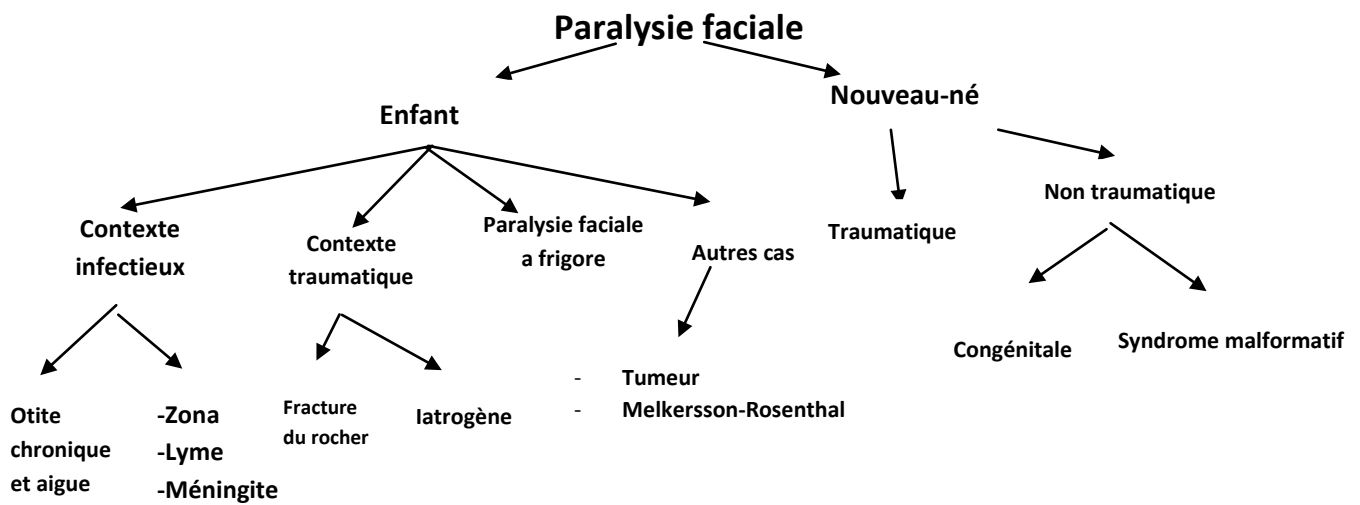 Paralysie faciale
Enfant
Nouveau-né
Contexte
infectieux
Contexte
traumatique
Paralysie faciale
a frigore
Autres cas
Traumatique
Non traumatique
Otite
chronique
et aigue
-Zona
-Lyme
-Méningite
Fracture
du rocher
Iatrogène
- Tumeur
- Melkersson-Rosenthal
Congénitale
Syndrome malformatif